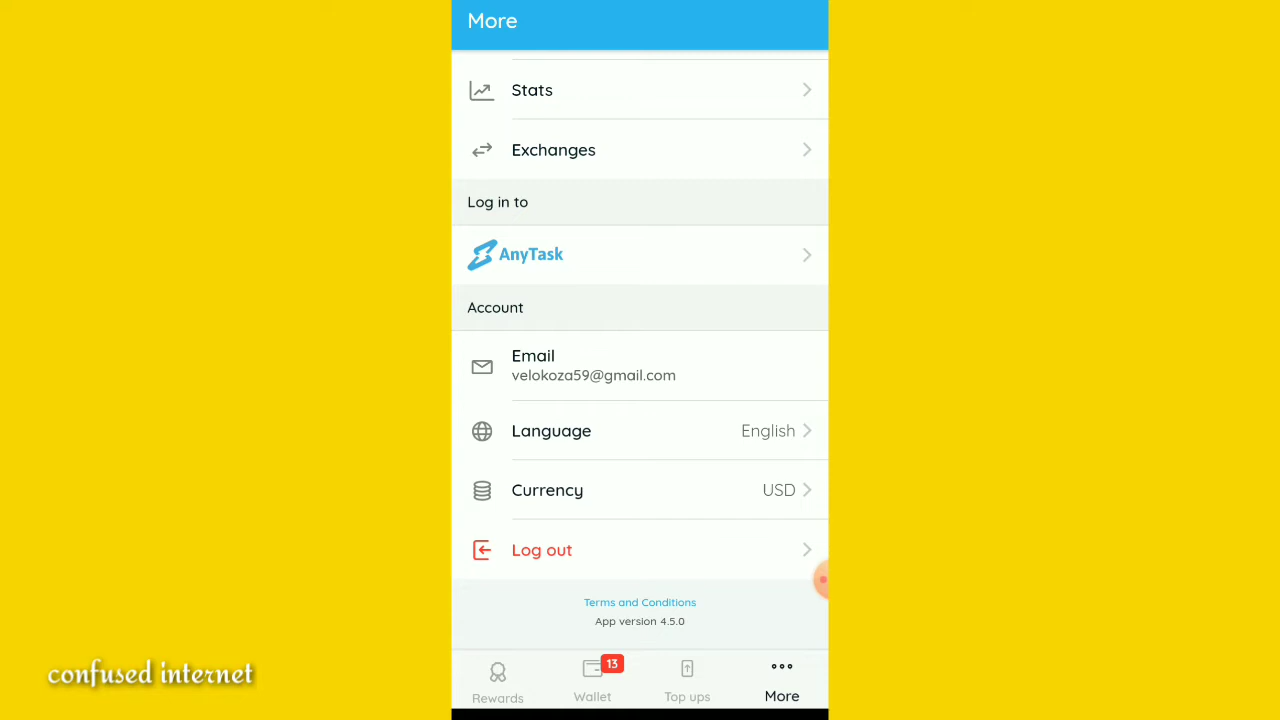 More
Stats
Exchanges
Log in to
AnyTask
Account
Email
velokoza59@gmail.com
Language English
Currency USD
Log out
Terms and Conditions
App version 4.5.0
13
Rewards Wallet Top ups More
confused internet